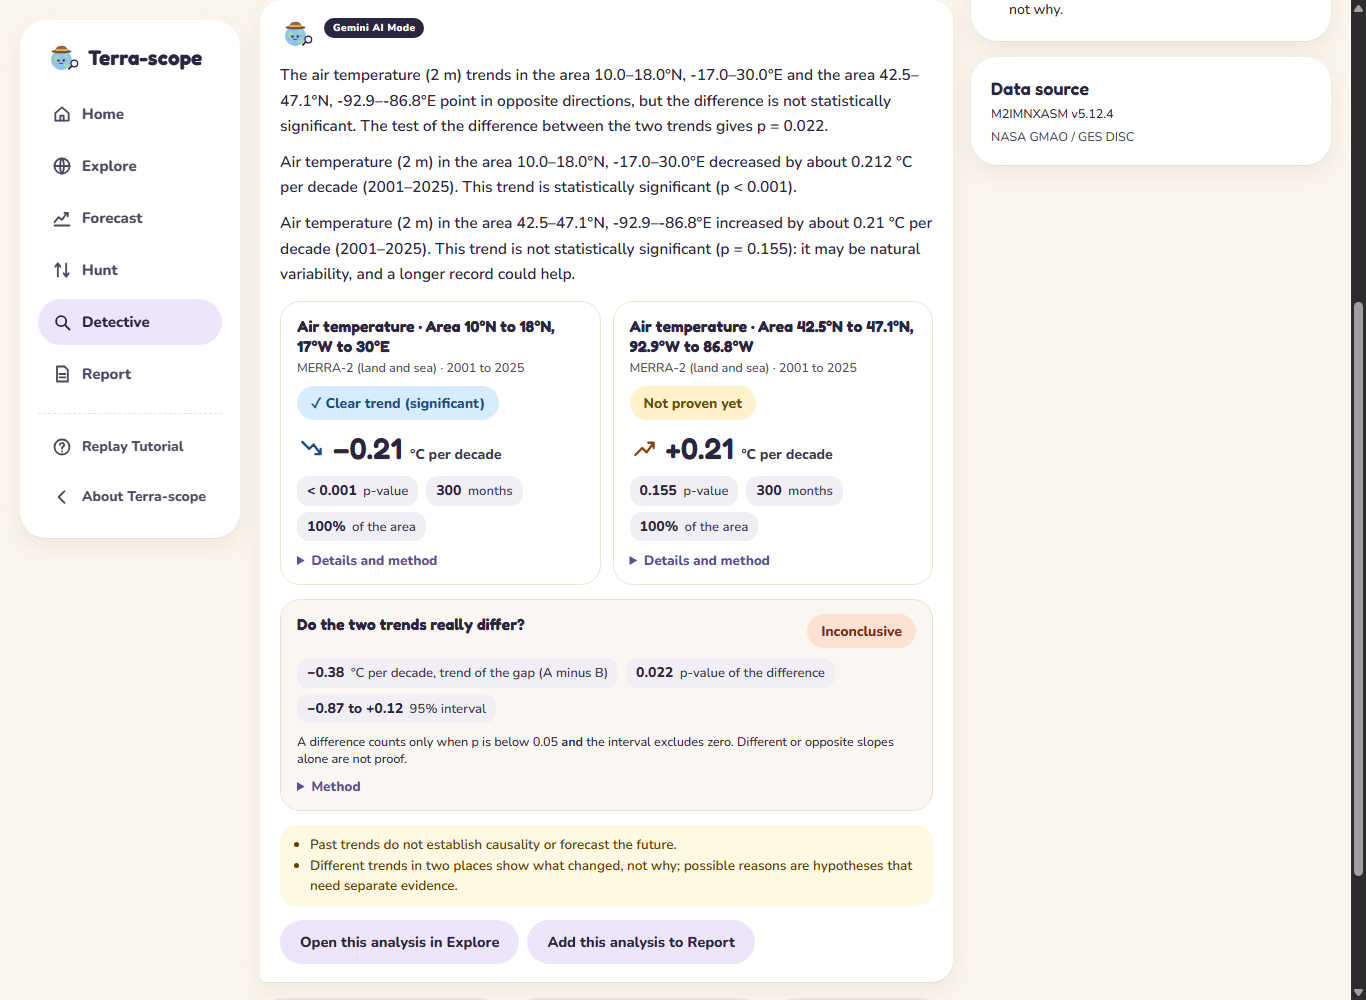 Terra-scope
Home
Explore
Forecast
Hunt
Detective
Report
Replay Tutorial
About Terra-scope
Gemini AI Mode
The air temperature (2 m) trends in the area 10.0–18.0°N, -17.0–30.0°E and the area 42.5–
47.1°N, -92.9–-86.8°E point in opposite directions, but the difference is not statistically
significant. The test of the difference between the two trends gives p = 0.022.
Air temperature (2 m) in the area 10.0–18.0°N, -17.0–30.0°E decreased by about 0.212 °C
per decade (2001–2025). This trend is statistically significant (p < 0.001).
Air temperature (2 m) in the area 42.5–47.1°N, -92.9–-86.8°E increased by about 0.21 °C per
decade (2001–2025). This trend is not statistically significant (p = 0.155): it may be natural
variability, and a longer record could help.
Air temperature · Area 10°N to 18°N,
17°W to 30°E
MERRA-2 (land and sea) · 2001 to 2025
✓ Clear trend (significant)
−0.21 °C per decade
< 0.001 p-value
300 months
100% of the area
▶ Details and method
Air temperature · Area 42.5°N to 47.1°N,
92.9°W to 86.8°W
MERRA-2 (land and sea) · 2001 to 2025
Not proven yet
+0.21 °C per decade
0.155 p-value
300 months
100% of the area
▶ Details and method
Do the two trends really differ?
Inconclusive
−0.38 °C per decade, trend of the gap (A minus B)
0.022 p-value of the difference
−0.87 to +0.12 95% interval
A difference counts only when p is below 0.05 and the interval excludes zero. Different or opposite slopes
alone are not proof.
▶ Method
• Past trends do not establish causality or forecast the future.
• Different trends in two places show what changed, not why; possible reasons are hypotheses that
need separate evidence.
Open this analysis in Explore
Add this analysis to Report
not why.
Data source
M2IMNXASM v5.12.4
NASA GMAO / GES DISC